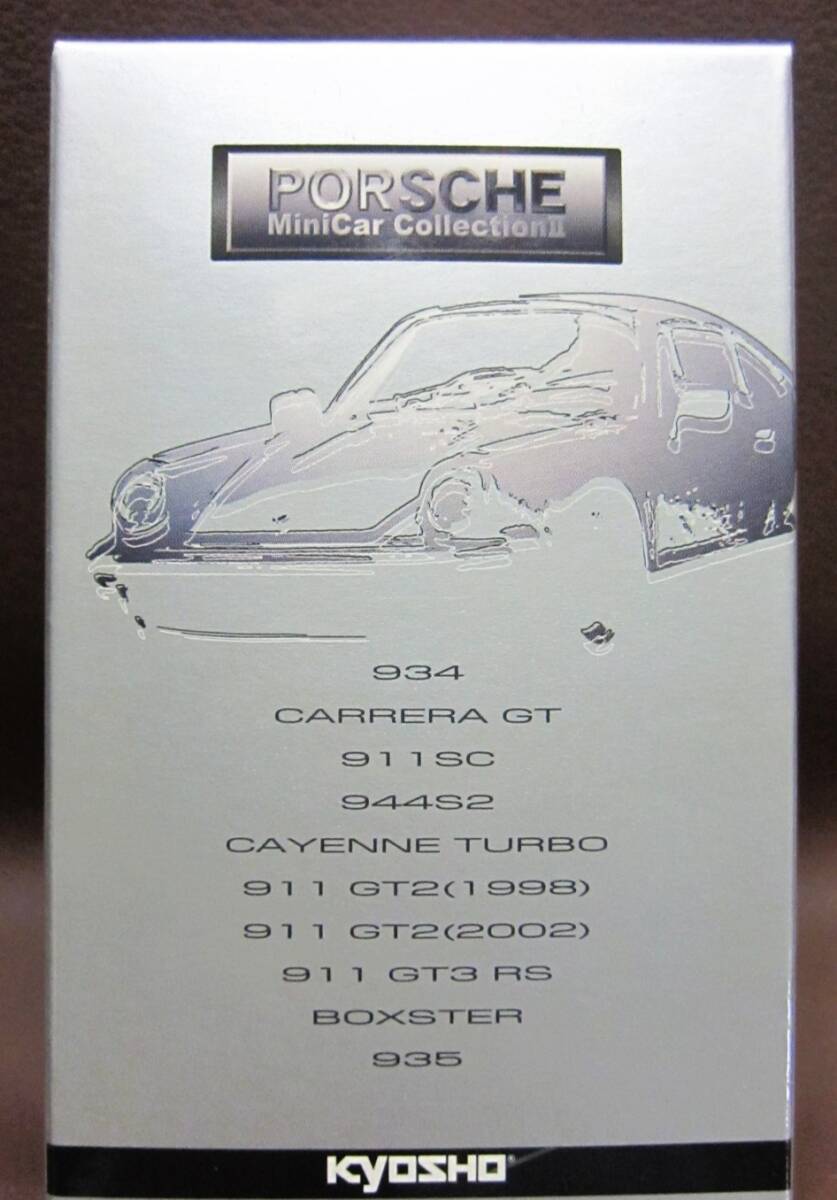 PORSCHE
MiniCar CollectionII
934
CARRERA GT
911SC
944S2
CAYENNE TURBO
911 GT2(1998)
911 GT2(2002)
911 GT3 RS
BOXSTER
935
KYOSHO